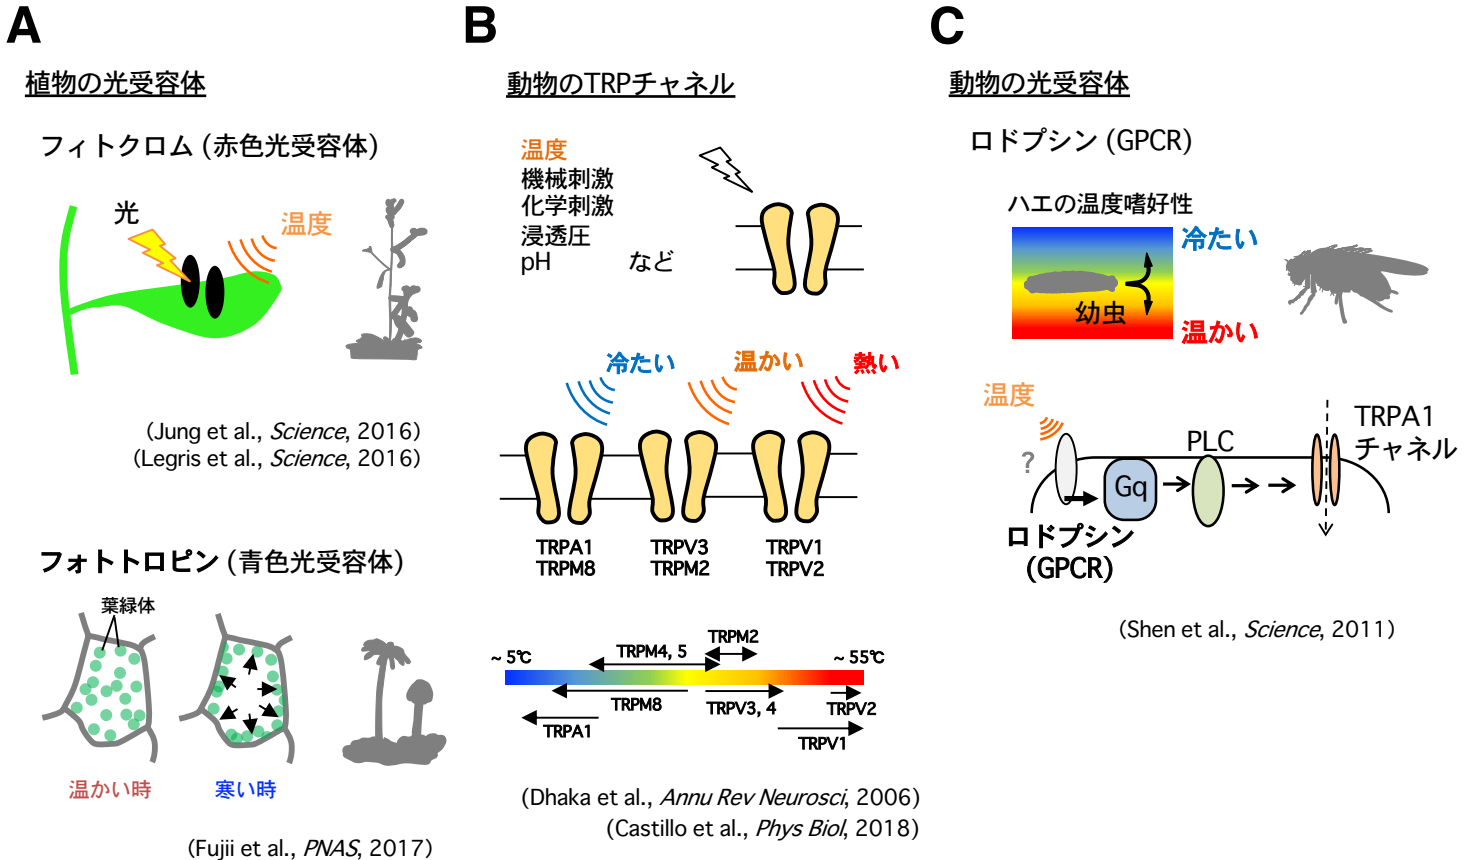 A
植物の光受容体
フィトクロム (赤色光受容体)
光
温度
(Jung et al., Science, 2016)
(Legris et al., Science, 2016)
フォトトロピン (青色光受容体)
葉緑体
温かい時
寒い時
(Fujii et al., PNAS, 2017)
B
動物のTRPチャネル
温度
機械刺激
化学刺激
浸透圧
pH など
冷たい
温かい
熱い
TRPA1
TRPM8
TRPV3
TRPM2
TRPV1
TRPV2
~ 5℃
~ 55℃
TRPM2
TRPM4, 5
TRPM8
TRPV3, 4
TRPV2
TRPA1
TRPV1
(Dhaka et al., Annu Rev Neurosci, 2006)
(Castillo et al., Phys Biol, 2018)
C
動物の光受容体
ロドプシン (GPCR)
ハエの温度嗜好性
冷たい
幼虫
温かい
温度
?
Gq
PLC
TRPA1
チャネル
ロドプシン
(GPCR)
(Shen et al., Science, 2011)